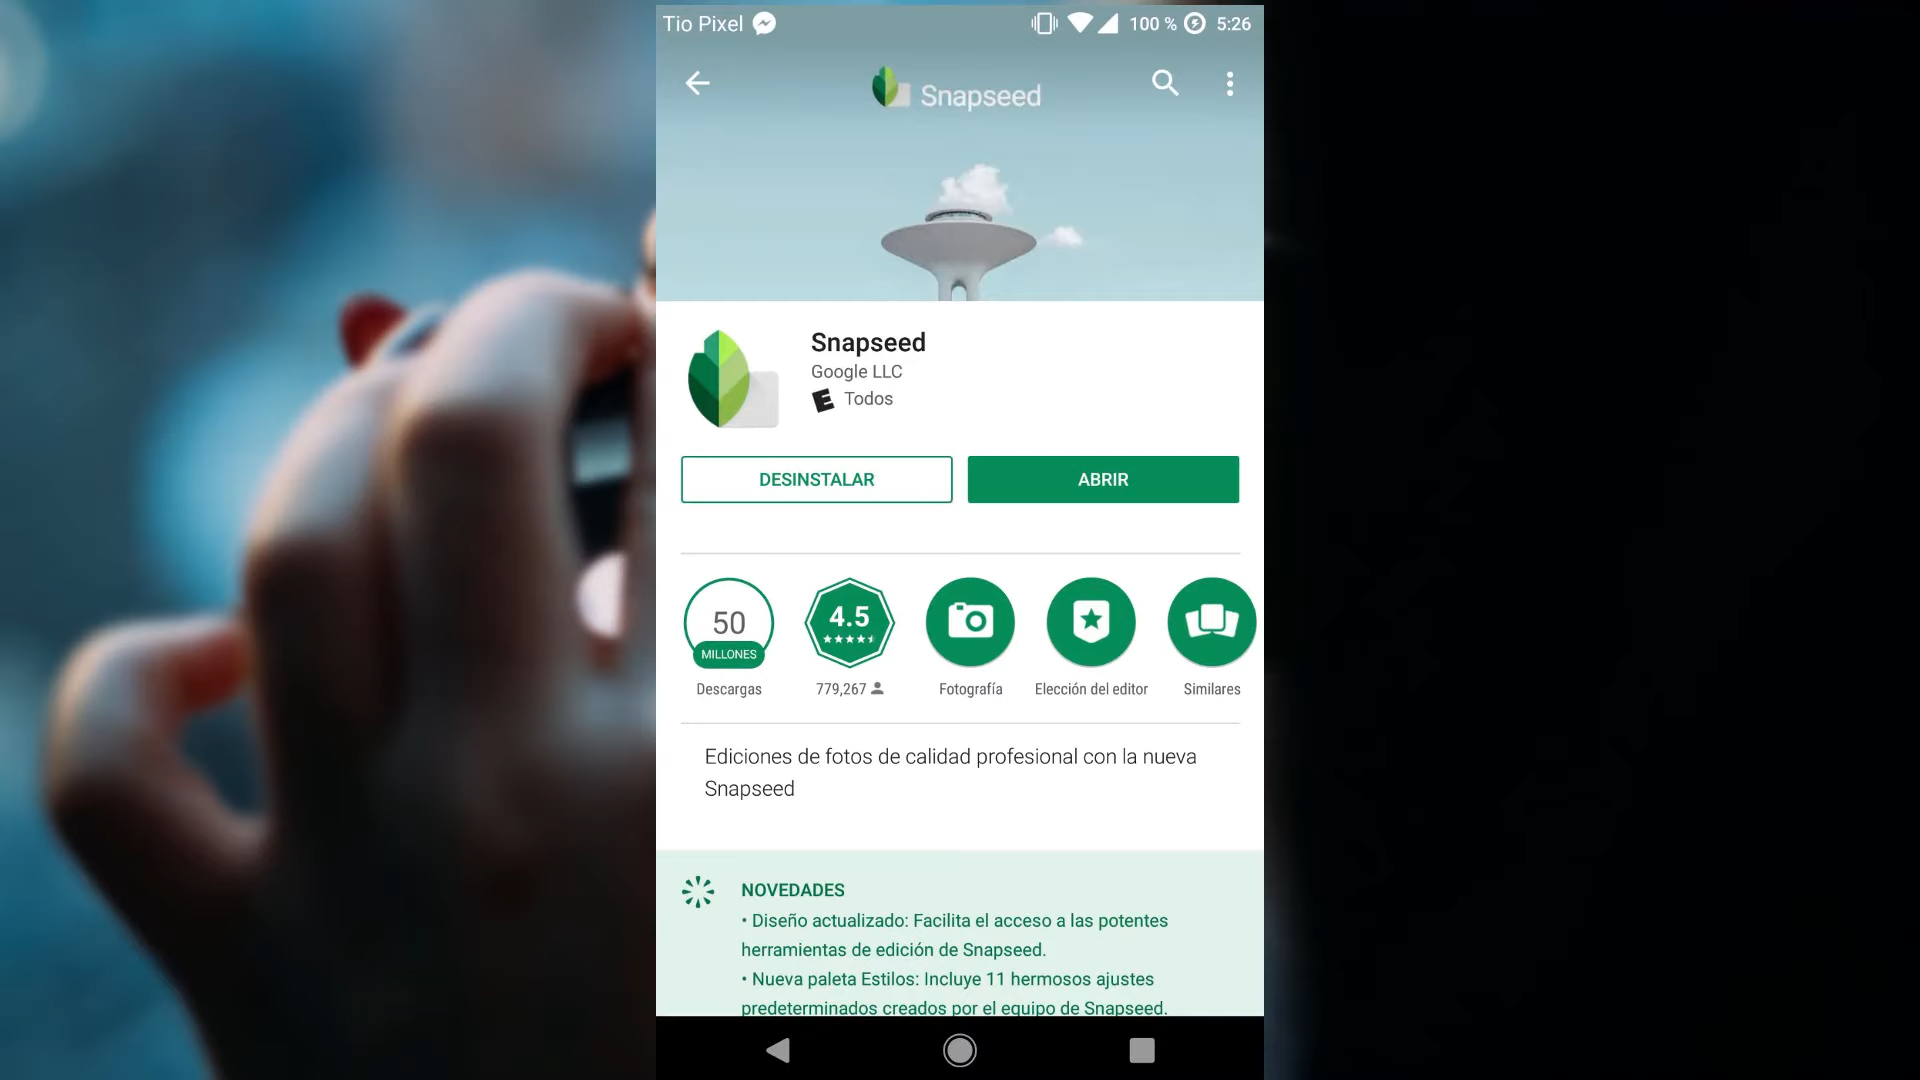 Tio Pixel
100 %
5:26
Snapseed
Snapseed
Google LLC
E Todos
DESINSTALAR
ABRIR
50
MILLONES
Descargas
4.5
779,267
Fotografía
Elección del editor
Similares
Ediciones de fotos de calidad profesional con la nueva
Snapseed
NOVEDADES
• Diseño actualizado: Facilita el acceso a las potentes
herramientas de edición de Snapseed.
• Nueva paleta Estilos: Incluye 11 hermosos ajustes
predeterminados creados por el equipo de Snapseed.